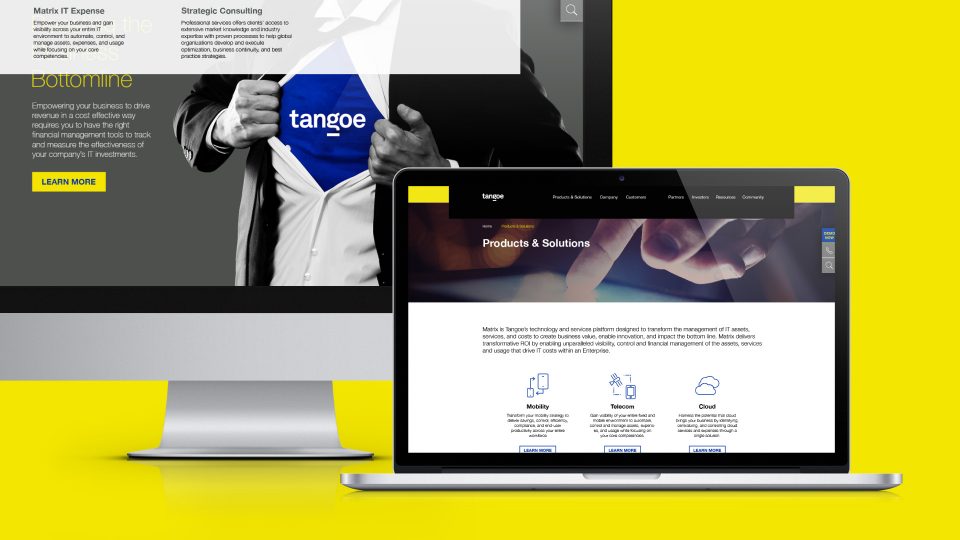 Matrix IT Expense
Empower your business and gain
visibility across your entire IT
environment to automate, control, and
manage assets, expenses, and usage
while focusing on your core
competencies.
Strategic Consulting
Professional services offers clients' access to
extensive market knowledge and industry
expertise with proven processes to help global
organizations develop and execute
optimization, business continuity, and best
practice strategies.
the
Bottomline
Empowering your business to drive
revenue in a cost effective way
requires you to have the right
financial management tools to track
and measure the effectiveness of
your company's IT investments.
LEARN MORE
tangoe
tangoe
Products & Solutions Company Customers Partners Investors Resources Community
Home Products & Solutions
Products & Solutions
DEMO
NOW
Matrix is Tangoe's technology and services platform designed to transform the management of IT assets,
services, and costs to create business value, enable innovation, and impact the bottom line. Matrix delivers
transformative ROI by enabling unparalleled visibility, control and financial management of the assets, services
and usage that drive IT costs within an Enterprise.
Mobility
Transform your mobility strategy to
deliver savings, control, efficiency,
compliance, and end-user
productivity across your entire
workforce.
LEARN MORE
Telecom
Gain visibility of your entire fixed and
mobile environment to automate,
control and manage assets, expens-
es, and usage while focusing on
your core competencies.
LEARN MORE
Cloud
Harness the potential that cloud
brings your business by identifying,
centralizing, and controlling cloud
services and expenses through a
single solution
LEARN MORE